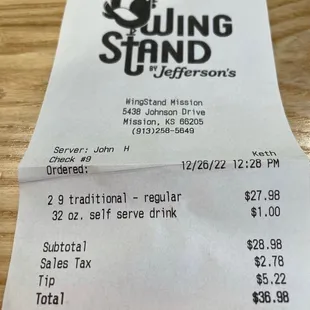 WING
STAND
BY Jefferson's
WingStand Mission
5438 Johnson Drive
Mission, KS 66205
(913)258-5649
Server: John H Keth
Check #9
Ordered: 12/26/22 12:28 PM
2 9 traditional - regular $27.98
32 oz. self serve drink $1.00
Subtotal $28.98
Sales Tax $2.78
Tip $5.22
Total $36.98